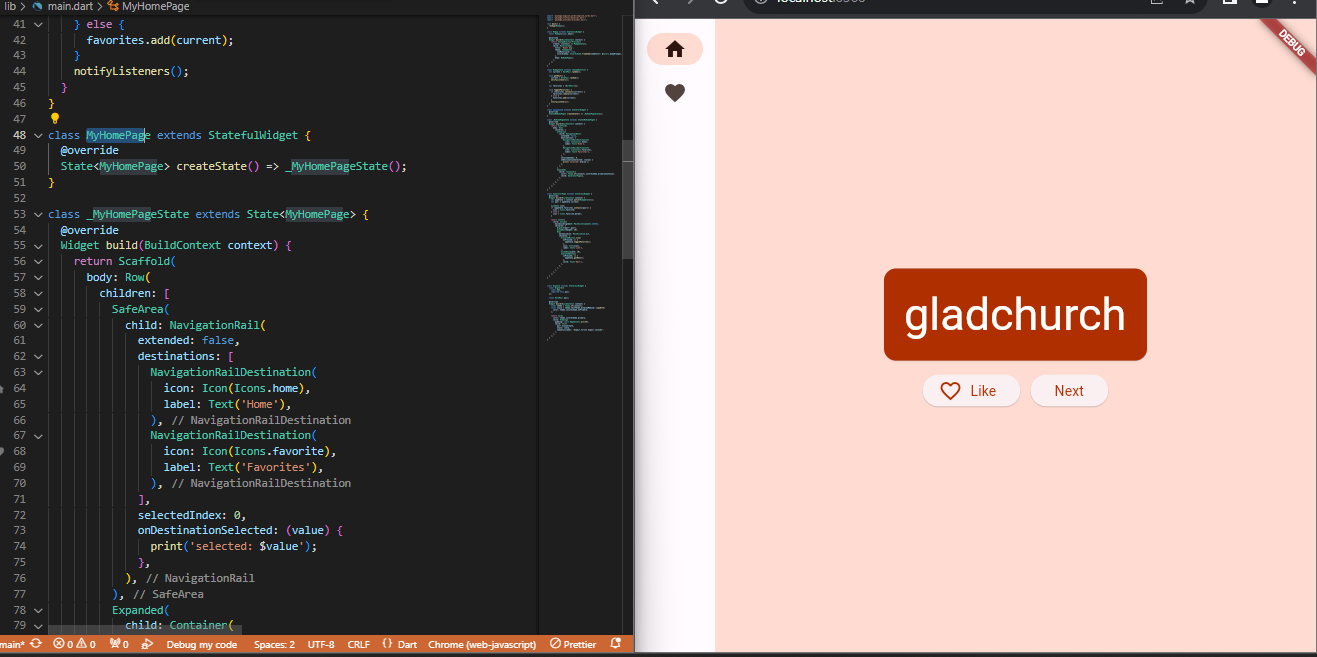 lib > main.dart > MyHomePage
41 } else {
42 favorites.add(current);
43 }
44 notifyListeners();
45 }
46 }
47
48 class MyHomePage extends StatefulWidget {
49 @override
50 State<MyHomePage> createState() => _MyHomePageState();
51 }
52
53 class _MyHomePageState extends State<MyHomePage> {
54 @override
55 Widget build(BuildContext context) {
56 return Scaffold(
57 body: Row(
58 children: [
59 SafeArea(
60 child: NavigationRail(
61 extended: false,
62 destinations: [
63 NavigationRailDestination(
64 icon: Icon(Icons.home),
65 label: Text('Home'),
66 ), // NavigationRailDestination
67 NavigationRailDestination(
68 icon: Icon(Icons.favorite),
69 label: Text('Favorites'),
70 ), // NavigationRailDestination
71 ],
72 selectedIndex: 0,
73 onDestinationSelected: (value) {
74 print('selected: $value');
75 },
76 ), // NavigationRail
77 ), // SafeArea
78 Expanded(
79 child: Container(
main* 0 0 0 Debug my code Spaces: 2 UTF-8 CRLF {} Dart Chrome (web-javascript) Prettier
DEBUG
gladchurch
Like Next